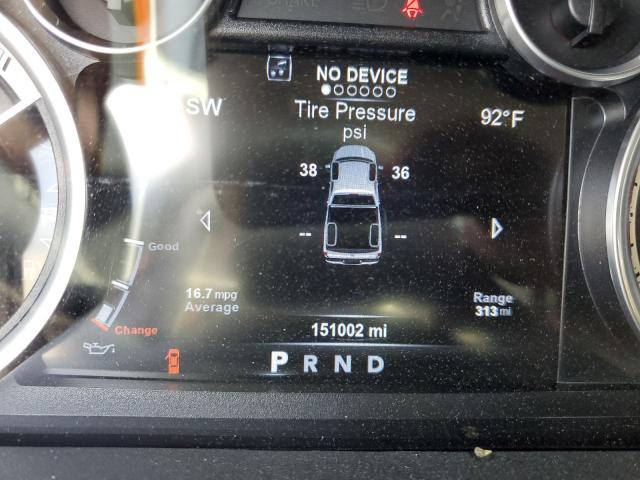 NO DEVICE
SW
Tire Pressure
92°F
psi
38
36
--
--
Good
16.7 mpg
Average
Range
313 mi
Change
151002 mi
P R N D